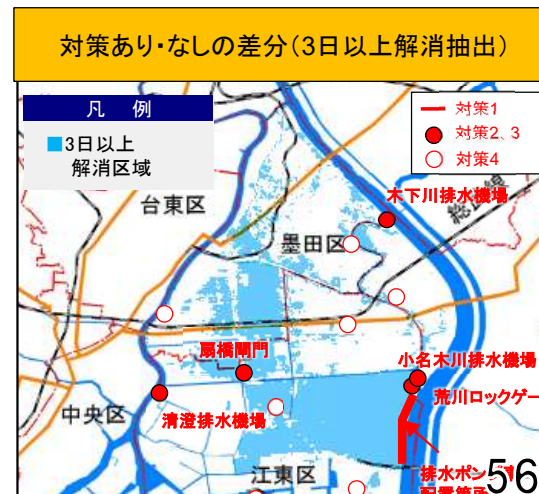 対策あり・なしの差分(3日以上解消抽出)
凡 例
■3日以上
解消区域
対策1
対策2、3
対策4
木下川排水機場
台東区
墨田区
扇橋閘門
小名木川排水機場
荒川ロックゲー
中央区
清澄排水機場
江東区
排水ポン
56